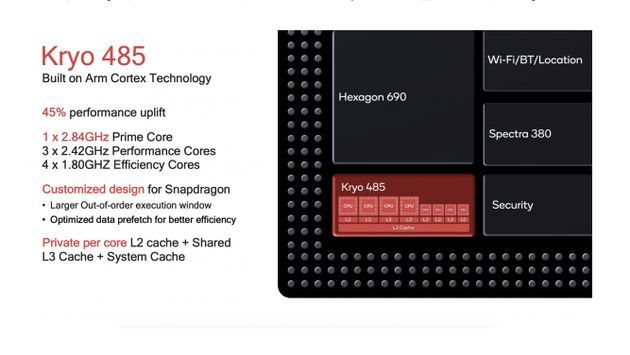 Kryo 485
Built on Arm Cortex Technology
45% performance uplift
1 x 2.84GHz Prime Core
3 x 2.42GHz Performance Cores
4 x 1.80GHZ Efficiency Cores
Customized design for Snapdragon
• Larger Out-of-order execution window
• Optimized data prefetch for better efficiency
Private per core L2 cache + Shared
L3 Cache + System Cache
Hexagon 690
Wi-Fi/BT/Location
Spectra 380
Kryo 485
CPU CPU CPU CPU
L2 L2 L2 L2 L2 L2 L2 L2
L3 Cache
Security